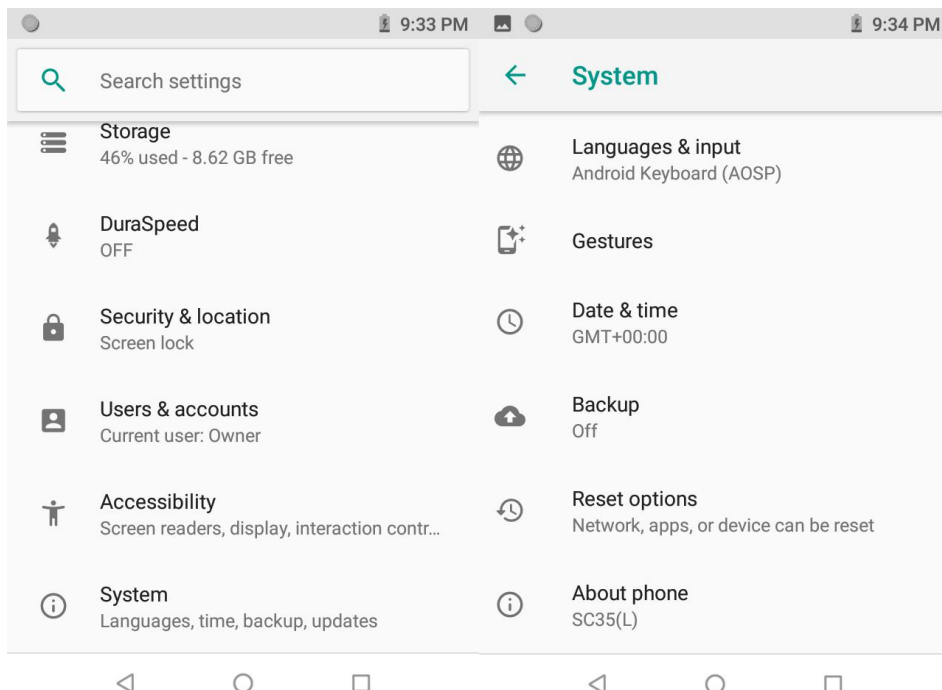 9:33 PM
Search settings
Storage
46% used - 8.62 GB free
DuraSpeed
OFF
Security & location
Screen lock
Users & accounts
Current user: Owner
Accessibility
Screen readers, display, interaction contr...
System
Languages, time, backup, updates
9:34 PM
System
Languages & input
Android Keyboard (AOSP)
Gestures
Date & time
GMT+00:00
Backup
Off
Reset options
Network, apps, or device can be reset
About phone
SC35(L)